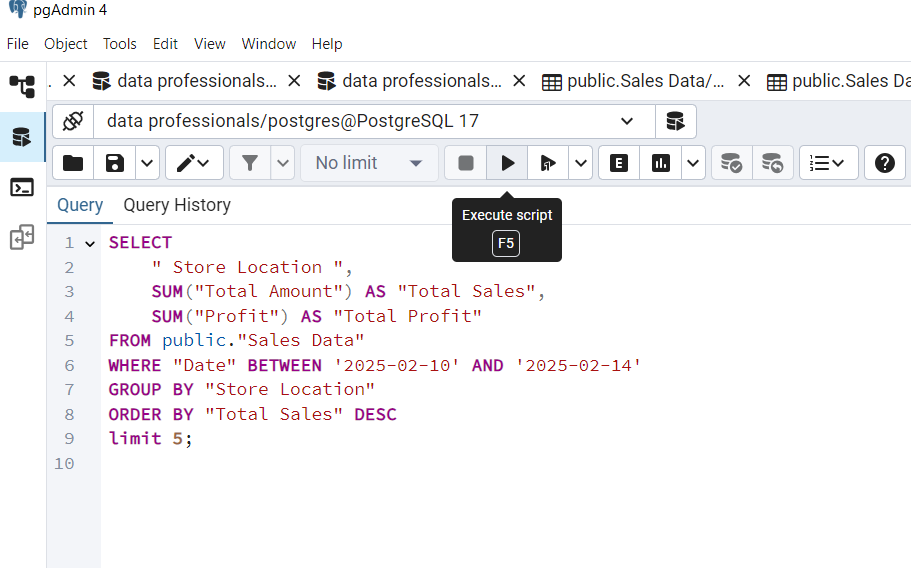 pgAdmin 4
File Object Tools Edit View Window Help
. data professionals... data professionals... public.Sales Data/... public.Sales Da
data professionals/postgres@PostgreSQL 17
No limit E
Query Query History
Execute script
F5
1 SELECT
2 " Store Location ",
3 SUM("Total Amount") AS "Total Sales",
4 SUM("Profit") AS "Total Profit"
5 FROM public."Sales Data"
6 WHERE "Date" BETWEEN '2025-02-10' AND '2025-02-14'
7 GROUP BY "Store Location"
8 ORDER BY "Total Sales" DESC
9 limit 5;
10